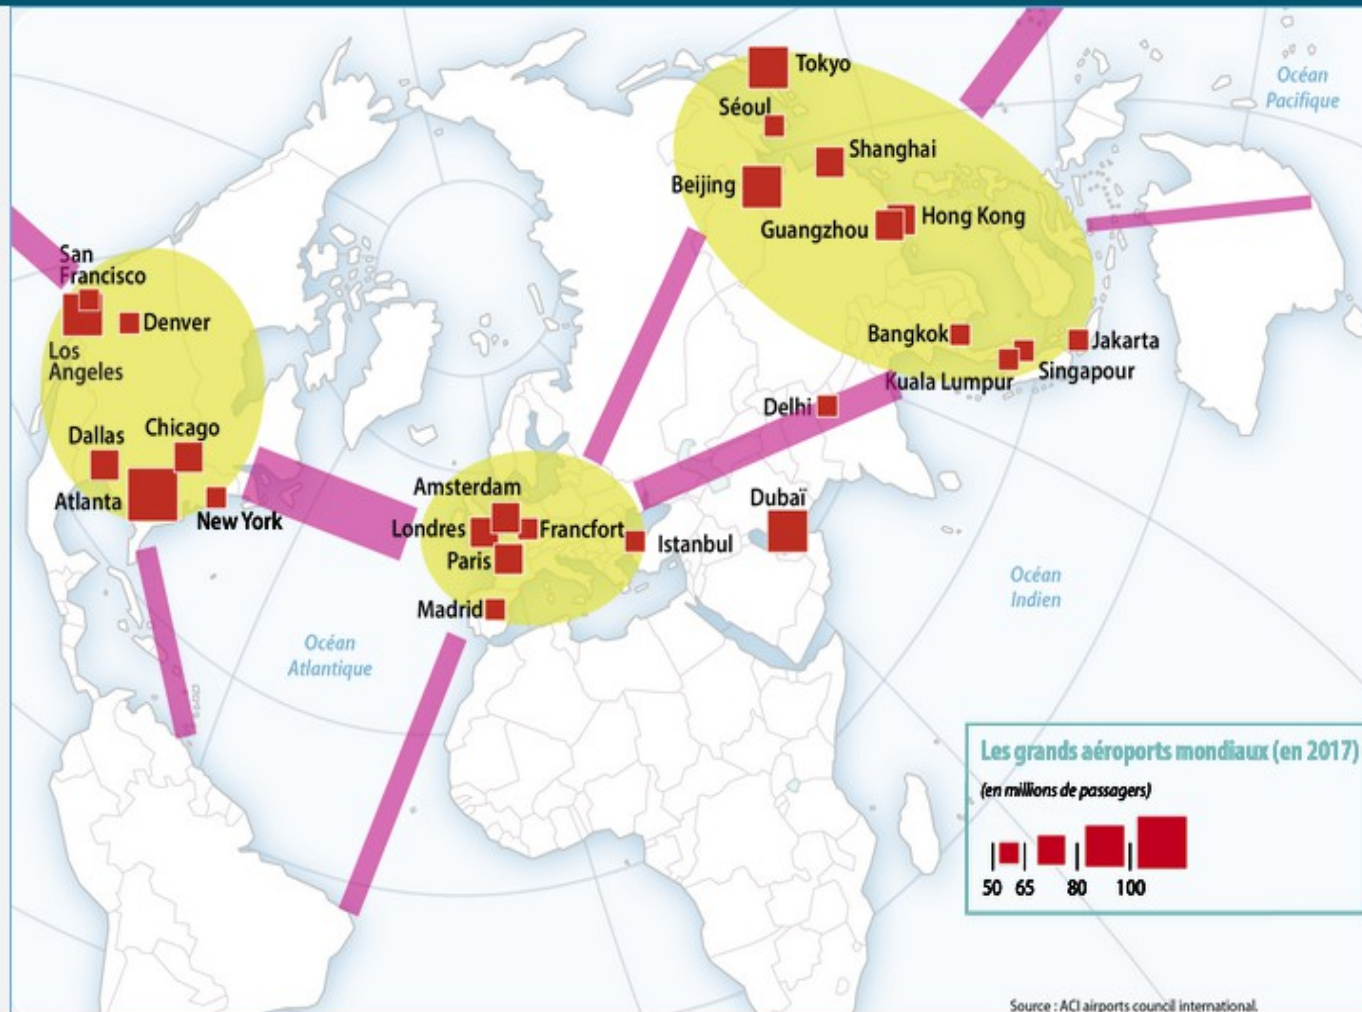 Tokyo
Océan
Pacifique
Séoul
Shanghai
Beijing
Hong Kong
Guangzhou
San
Francisco
Denver
Los
Angeles
Bangkok
Jakarta
Singapour
Kuala Lumpur
Delhi
Dallas
Chicago
Atlanta
New York
Amsterdam
Londres
Francfort
Paris
Istanbul
Dubaï
Madrid
Océan
Indien
Océan
Atlantique
Les grands aéroports mondiaux (en 2017)
(en millions de passagers)
50 65 80 100
Source : ACI airports council international.